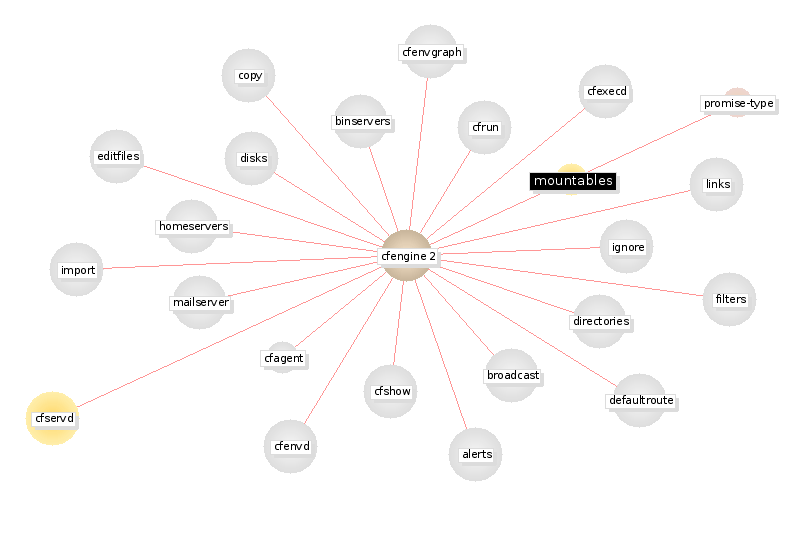 cfenvgraph
copy
cfexecd
promise-type
binservers
cfrun
editfiles
disks
mountables
links
homeservers
ignore
cfengine 2
import
mailserver
filters
directories
cfagent
broadcast
cfshow
defaultroute
cfservd
cfenvd
alerts